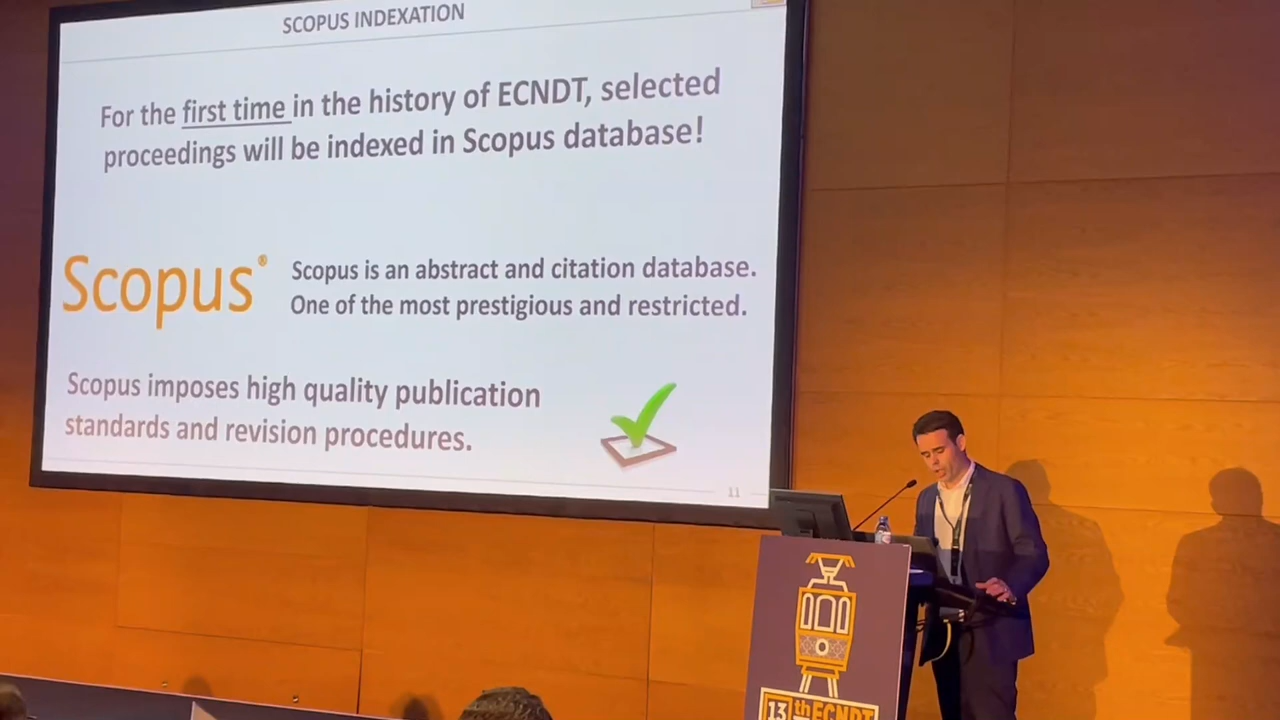 SCOPUS INDEXATION
For the first time in the history of ECNDT, selected
proceedings will be indexed in Scopus database!
Scopus®
Scopus is an abstract and citation database.
One of the most prestigious and restricted.
Scopus imposes high quality publication
standards and revision procedures.
11
13thECNDT